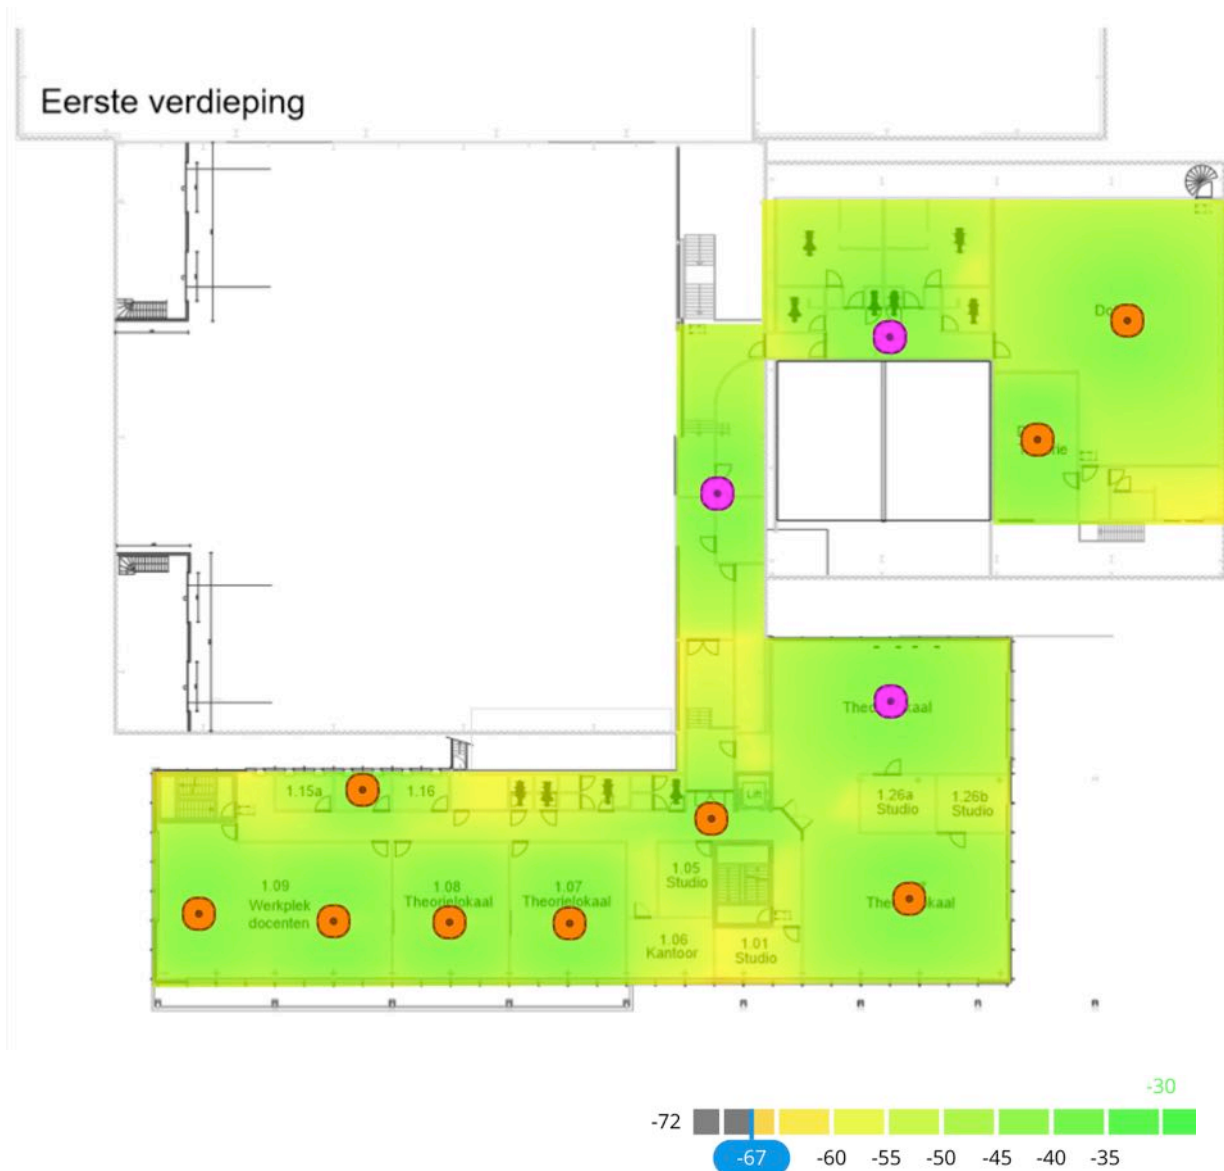 Eerste verdieping
Theorielokaal
1.15a
1.16
Lift
1.26a
Studio
1.26b
Studio
1.09
Werkplek
docenten
1.08
Theorielokaal
1.07
Theorielokaal
1.05
Studio
1.06
Kantoor
1.01
Studio
-30
-72
-67
-60
-55
-50
-45
-40
-35